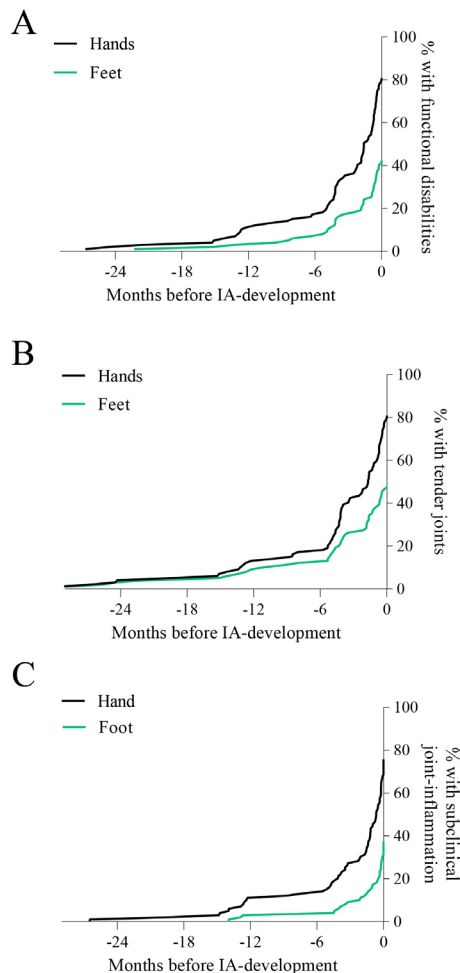 A
Hands
Feet
100
80
60
40
20
0
% with functional disabilities
-24 -18 -12 -6 0
Months before IA-development
B
Hands
Feet
100
80
60
40
20
0
% with tender joints
-24 -18 -12 -6 0
Months before IA-development
C
Hand
Foot
100
80
60
40
20
0
% with subclinical
joint-inflammation
-24 -18 -12 -6 0
Months before IA-development